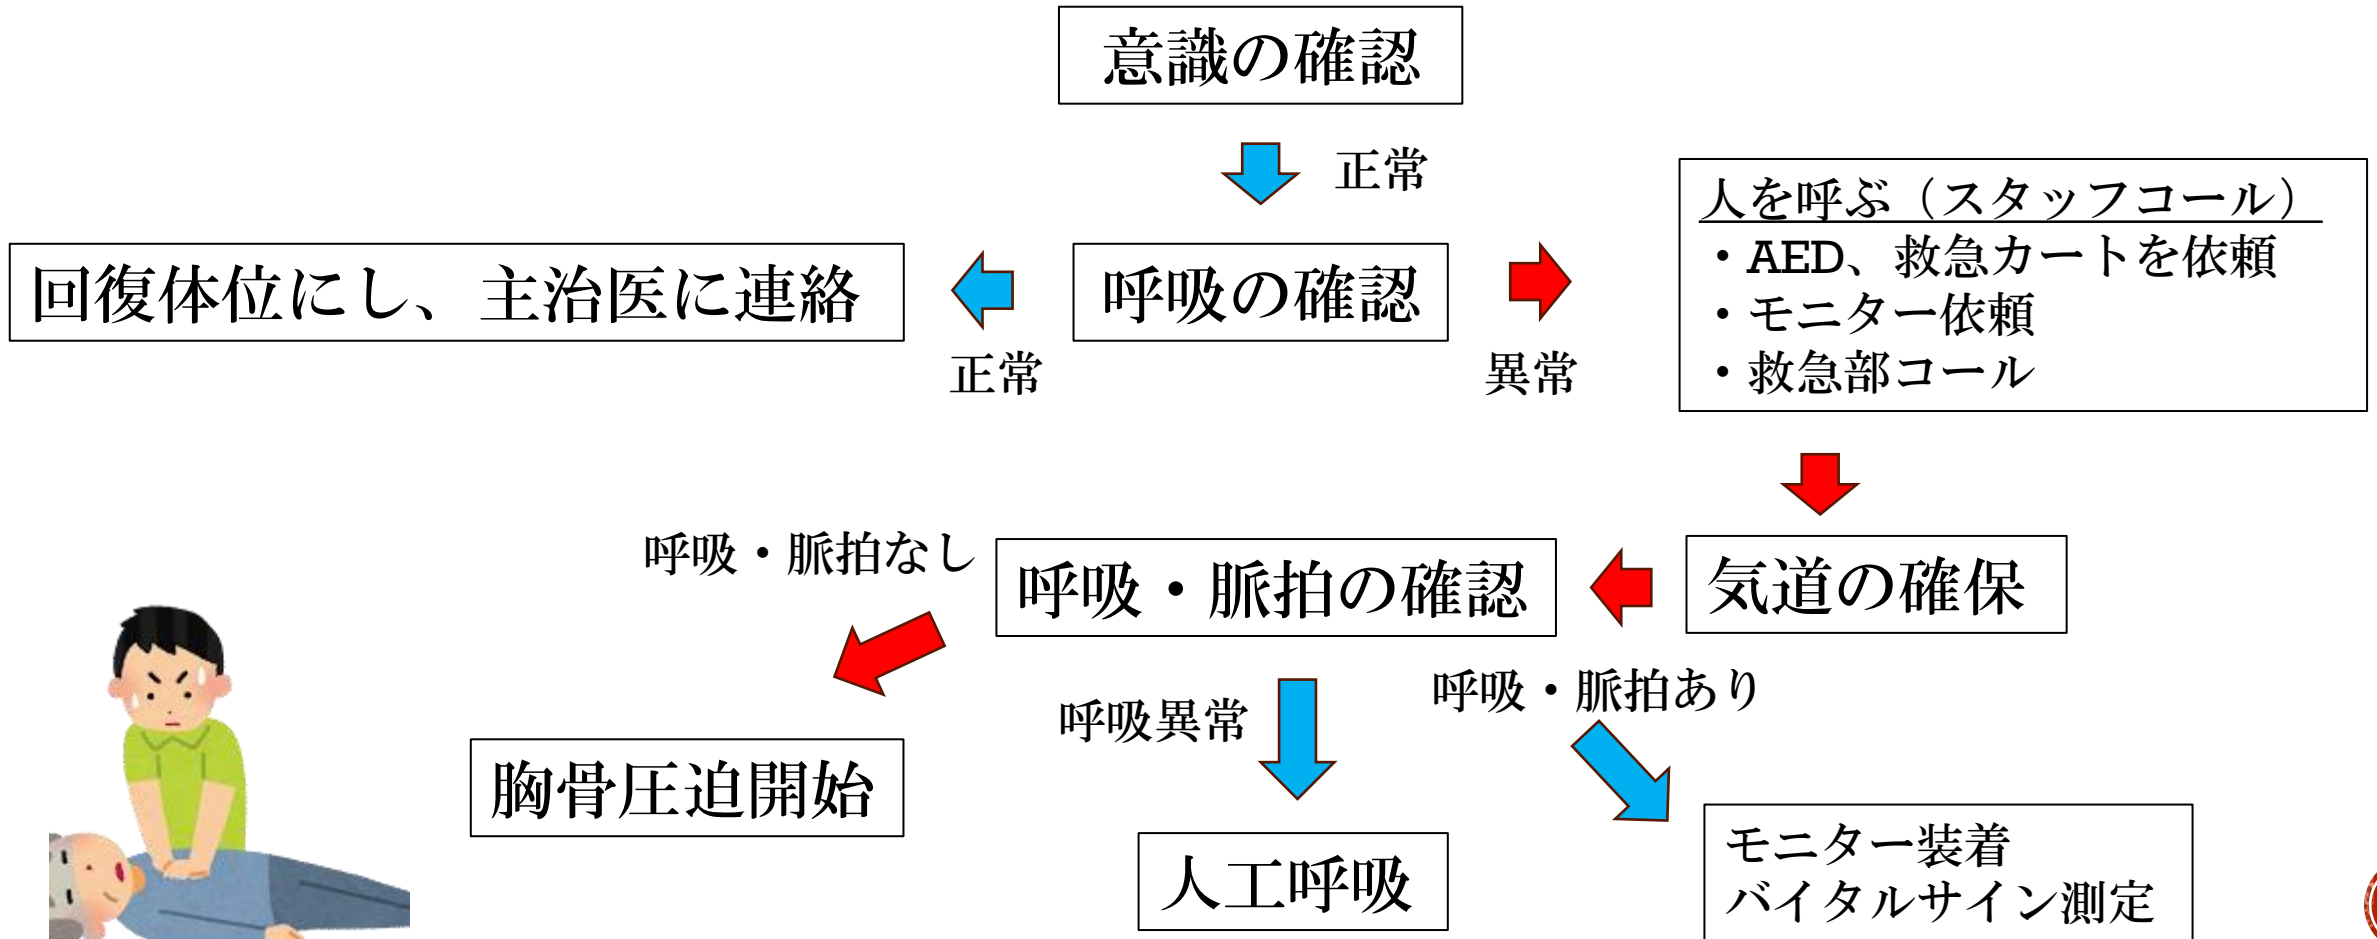 意識の確認
正常
回復体位にし、主治医に連絡
呼吸の確認
正常
異常
人を呼ぶ（スタッフコール）
・AED、救急カートを依頼
・モニター依頼
・救急部コール
呼吸・脈拍なし
呼吸・脈拍の確認
気道の確保
呼吸異常
呼吸・脈拍あり
胸骨圧迫開始
人工呼吸
モニター装着
バイタルサイン測定